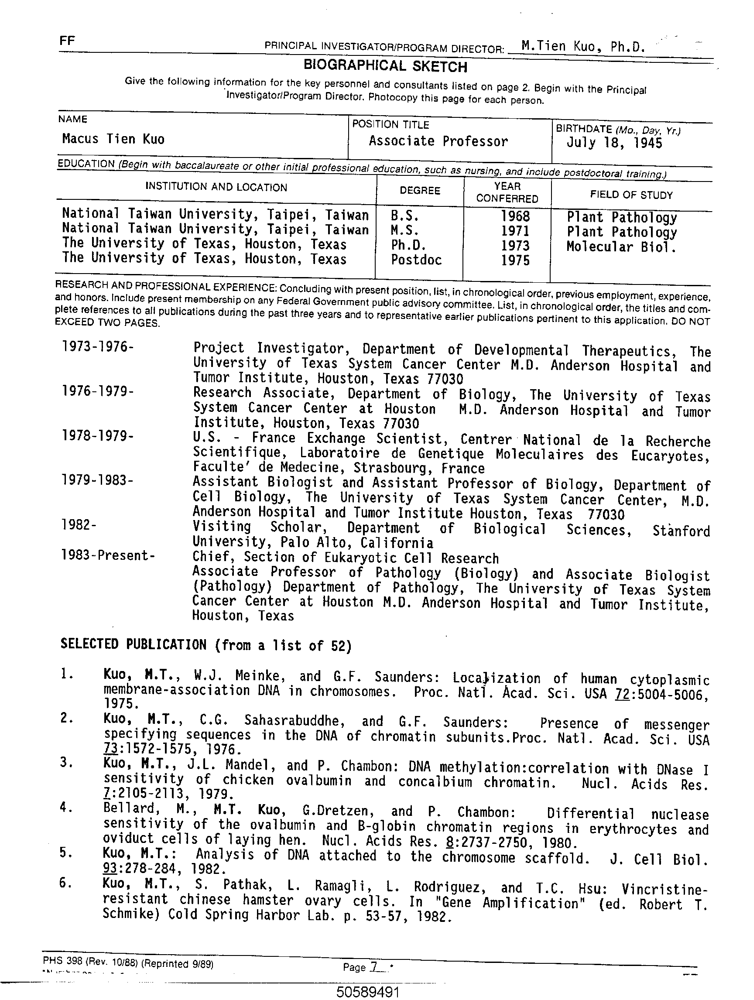 FF
PRINCIPAL INVESTIGATOR/PROGRAM DIRECTOR: M.Tien Kuo, Ph.D.
BIOGRAPHICAL SKETCH
Give the following information for the key personnel and consultants listed on page 2. Begin with the Principal
Investigator/Program Director. Photocopy this page for each person.
NAME
Macus Tien Kuo
POSITION TITLE
Associate Professor
BIRTHDATE (Mo., Day, Yr.)
July 18, 1945
EDUCATION (Begin with baccalaureate or other initial professional education, such as nursing, and include postdoctoral training.)
INSTITUTION AND LOCATION DEGREE YEAR CONFERRED FIELD OF STUDY
National Taiwan University, Taipei, Taiwan B.S. 1968 Plant Pathology
National Taiwan University, Taipei, Taiwan M.S. 1971 Plant Pathology
The University of Texas, Houston, Texas Ph.D. 1973 Molecular Biol.
The University of Texas, Houston, Texas Postdoc 1975
RESEARCH AND PROFESSIONAL EXPERIENCE: Concluding with present position, list, in chronological order, previous employment, experience,
and honors. Include present membership on any Federal Government public advisory committee. List, in chronological order, the titles and com-
plete references to all publications during the past three years and to representative earlier publications pertinent to this application. DO NOT
EXCEED TWO PAGES.
1973-1976- Project Investigator, Department of Developmental Therapeutics, The
University of Texas System Cancer Center M.D. Anderson Hospital and
Tumor Institute, Houston, Texas 77030
1976-1979- Research Associate, Department of Biology, The University of Texas
System Cancer Center at Houston M.D. Anderson Hospital and Tumor
Institute, Houston, Texas 77030
1978-1979- U.S. - France Exchange Scientist, Centrer National de la Recherche
Scientifique, Laboratoire de Genetique Moleculaires des Eucaryotes,
Faculte' de Medecine, Strasbourg, France
1979-1983- Assistant Biologist and Assistant Professor of Biology, Department of
Cell Biology, The University of Texas System Cancer Center, M.D.
Anderson Hospital and Tumor Institute Houston, Texas 77030
1982- Visiting Scholar, Department of Biological Sciences, Stanford
University, Palo Alto, California
1983-Present- Chief, Section of Eukaryotic Cell Research
Associate Professor of Pathology (Biology) and Associate Biologist
(Pathology) Department of Pathology, The University of Texas System
Cancer Center at Houston M.D. Anderson Hospital and Tumor Institute,
Houston, Texas
SELECTED PUBLICATION (from a list of 52)
1. Kuo, M.T., W.J. Meinke, and G.F. Saunders: Localization of human cytoplasmic
membrane-association DNA in chromosomes. Proc. Natl. Acad. Sci. USA 72:5004-5006,
1975.
2. Kuo, M.T., C.G. Sahasrabuddhe, and G.F. Saunders: Presence of messenger
specifying sequences in the DNA of chromatin subunits.Proc. Natl. Acad. Sci. USA
73:1572-1575, 1976.
3. Kuo, M.T., J.L. Mandel, and P. Chambon: DNA methylation:correlation with DNase I
sensitivity of chicken ovalbumin and concalbium chromatin. Nucl. Acids Res.
7:2105-2113, 1979.
4. Bellard, M., M.T. Kuo, G.Dretzen, and P. Chambon: Differential nuclease
sensitivity of the ovalbumin and B-globin chromatin regions in erythrocytes and
oviduct cells of laying hen. Nucl. Acids Res. 8:2737-2750, 1980.
5. Kuo, M.T.: Analysis of DNA attached to the chromosome scaffold. J. Cell Biol.
93:278-284, 1982.
6. Kuo, M.T., S. Pathak, L. Ramagli, L. Rodriguez, and T.C. Hsu: Vincristine-
resistant chinese hamster ovary cells. In "Gene Amplification" (ed. Robert T.
Schmike) Cold Spring Harbor Lab. p. 53-57, 1982.
PHS 398 (Rev. 10/88) (Reprinted 9/89)
Page 7
50589491